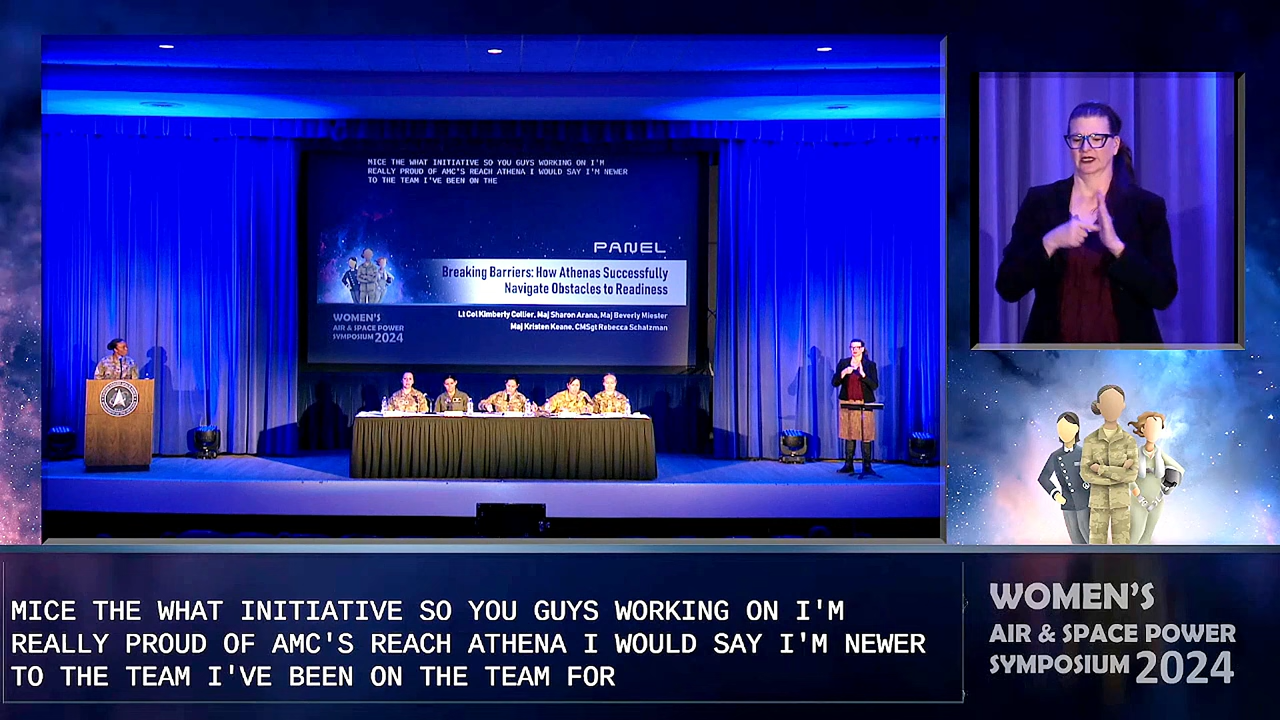 MICE THE WHAT INITIATIVE SO YOU GUYS WORKING ON I'M
REALLY PROUD OF AMC'S REACH ATHENA I WOULD SAY I'M NEWER
TO THE TEAM I'VE BEEN ON THE
PANEL
Breaking Barriers: How Athenas Successfully
Navigate Obstacles to Readiness
Lt Col Kimberly Collier, Maj Sharon Arana, Maj Beverly Miester
Maj Kristen Keane, CMSgt Rebecca Schatzman
WOMEN'S
AIR & SPACE POWER
SYMPOSIUM 2024
MICE THE WHAT INITIATIVE SO YOU GUYS WORKING ON I'M
REALLY PROUD OF AMC'S REACH ATHENA I WOULD SAY I'M NEWER
TO THE TEAM I'VE BEEN ON THE TEAM FOR
WOMEN'S
AIR & SPACE POWER
SYMPOSIUM 2024